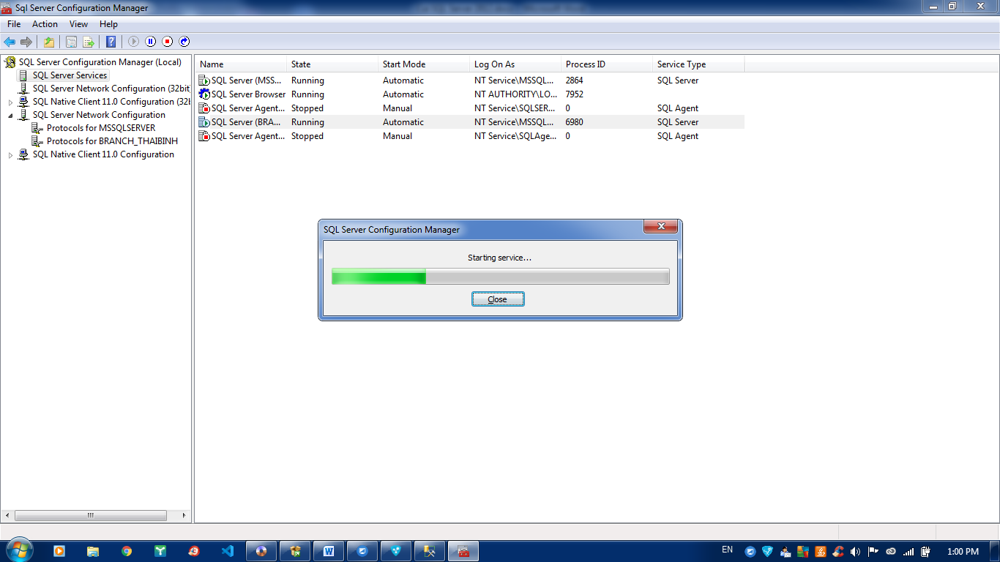 Sql Server Configuration Manager
File Action View Help
SQL Server Configuration Manager (Local)
SQL Server Services
SQL Server Network Configuration (32bit
SQL Native Client 11.0 Configuration (32b
SQL Server Network Configuration
Protocols for MSSQLSERVER
Protocols for BRANCH_THAIBINH
SQL Native Client 11.0 Configuration
Name State Start Mode Log On As Process ID Service Type
SQL Server (MSS... Running Automatic NT Service\MSSQL... 2864 SQL Server
SQL Server Browser Running Automatic NT AUTHORITY\LO... 7952
SQL Server Agent... Stopped Manual NT Service\SQLSER... 0 SQL Agent
SQL Server (BRA... Running Automatic NT Service\MSSQL... 6980 SQL Server
SQL Server Agent... Stopped Manual NT Service\SQLAge... 0 SQL Agent
SQL Server Configuration Manager
Starting service...
Close
EN
1:00 PM